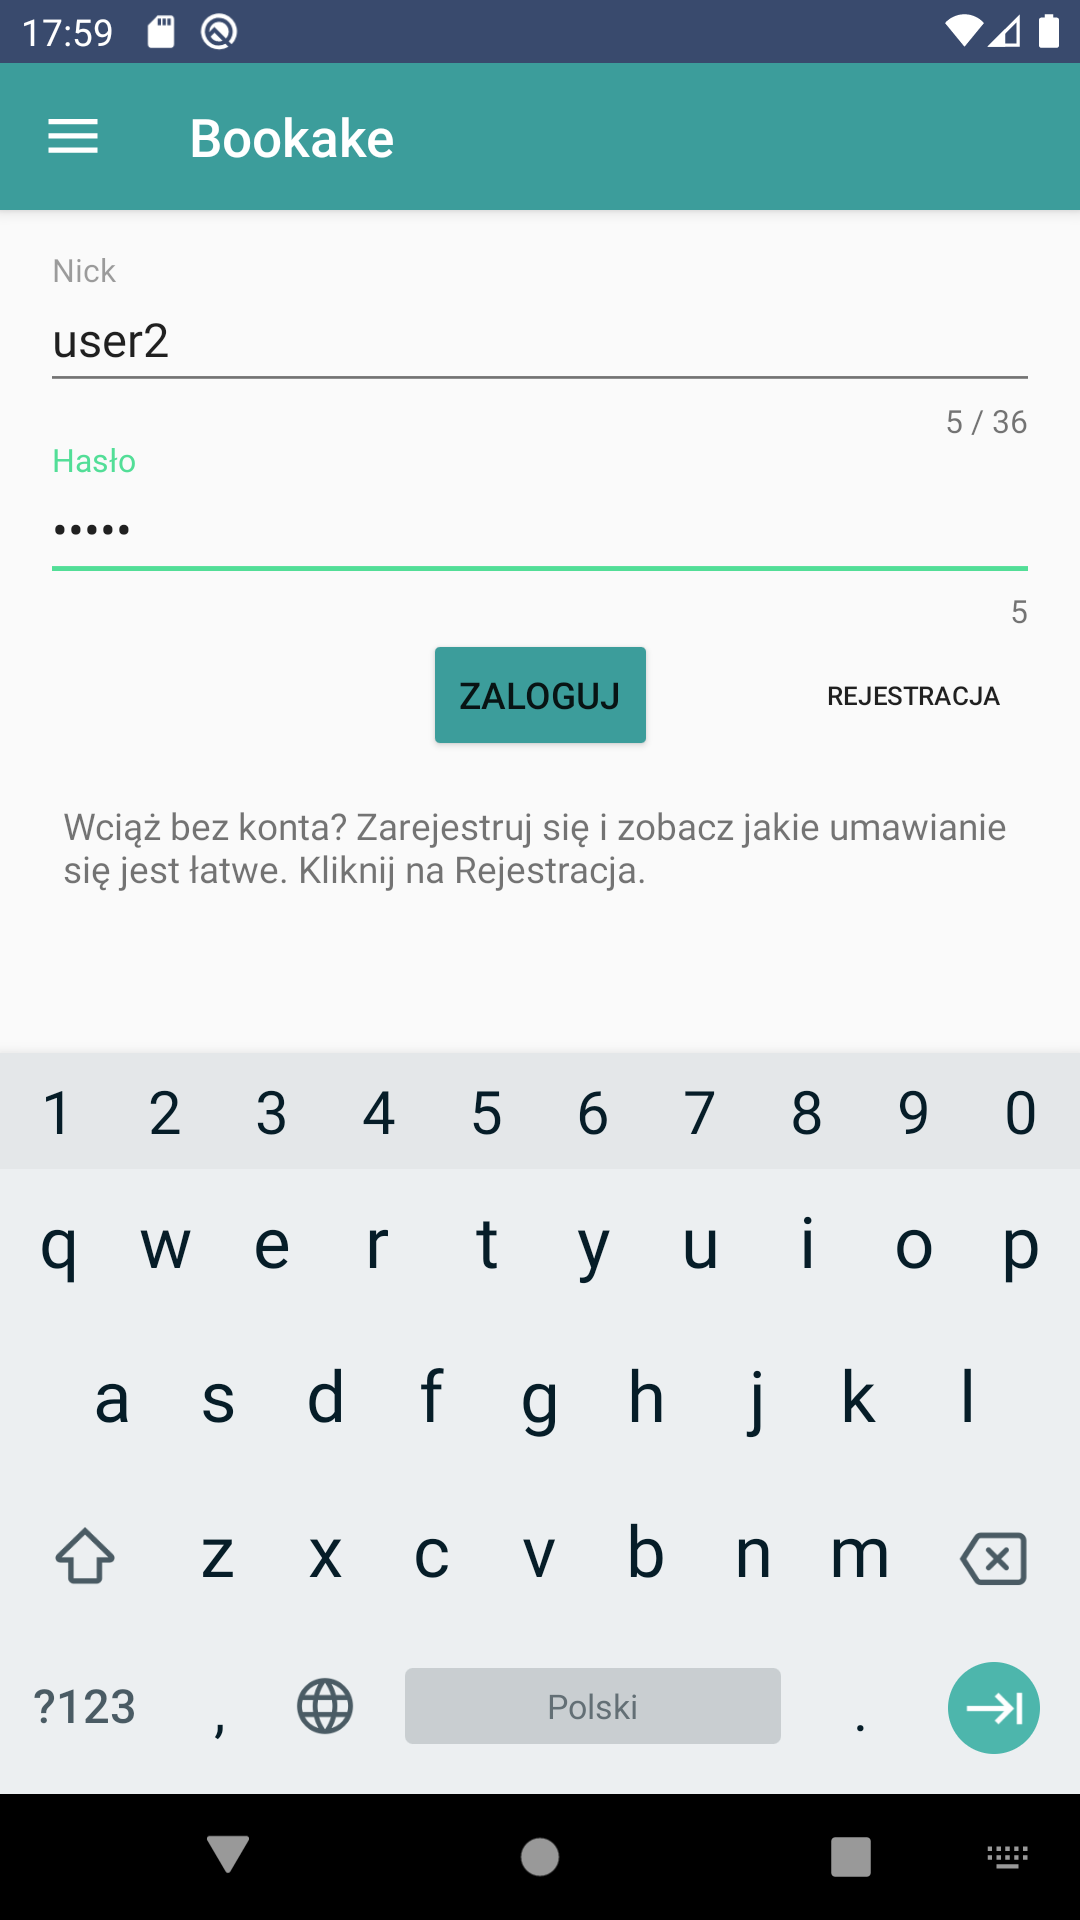 17:59
Bookake
Nick
user2
5 / 36
Hasło
•••••
5
ZALOGUJ
REJESTRACJA
Wciąż bez konta? Zarejestruj się i zobacz jakie umawianie
się jest łatwe. Kliknij na Rejestracja.
1 2 3 4 5 6 7 8 9 0
q w e r t y u i o p
a s d f g h j k l
z x c v b n m
?123 , Polski .